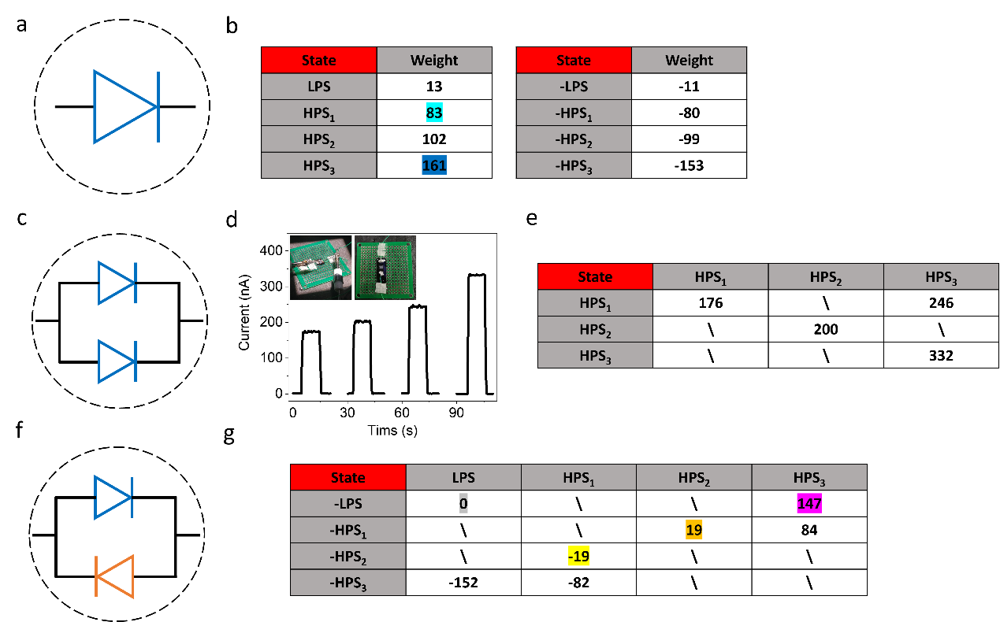 a
b
State Weight
LPS 13
HPS1 83
HPS2 102
HPS3 161
State Weight
-LPS -11
-HPS1 -80
-HPS2 -99
-HPS3 -153
c
d
Current (nA)
400
300
200
100
0
0 30 60 90
Tims (s)
e
State HPS1 HPS2 HPS3
HPS1 176 \ 246
HPS2 \ 200 \
HPS3 \ \ 332
f
g
State LPS HPS1 HPS2 HPS3
-LPS 0 \ \ 147
-HPS1 \ \ 19 84
-HPS2 \ -19 \ \
-HPS3 -152 -82 \ \